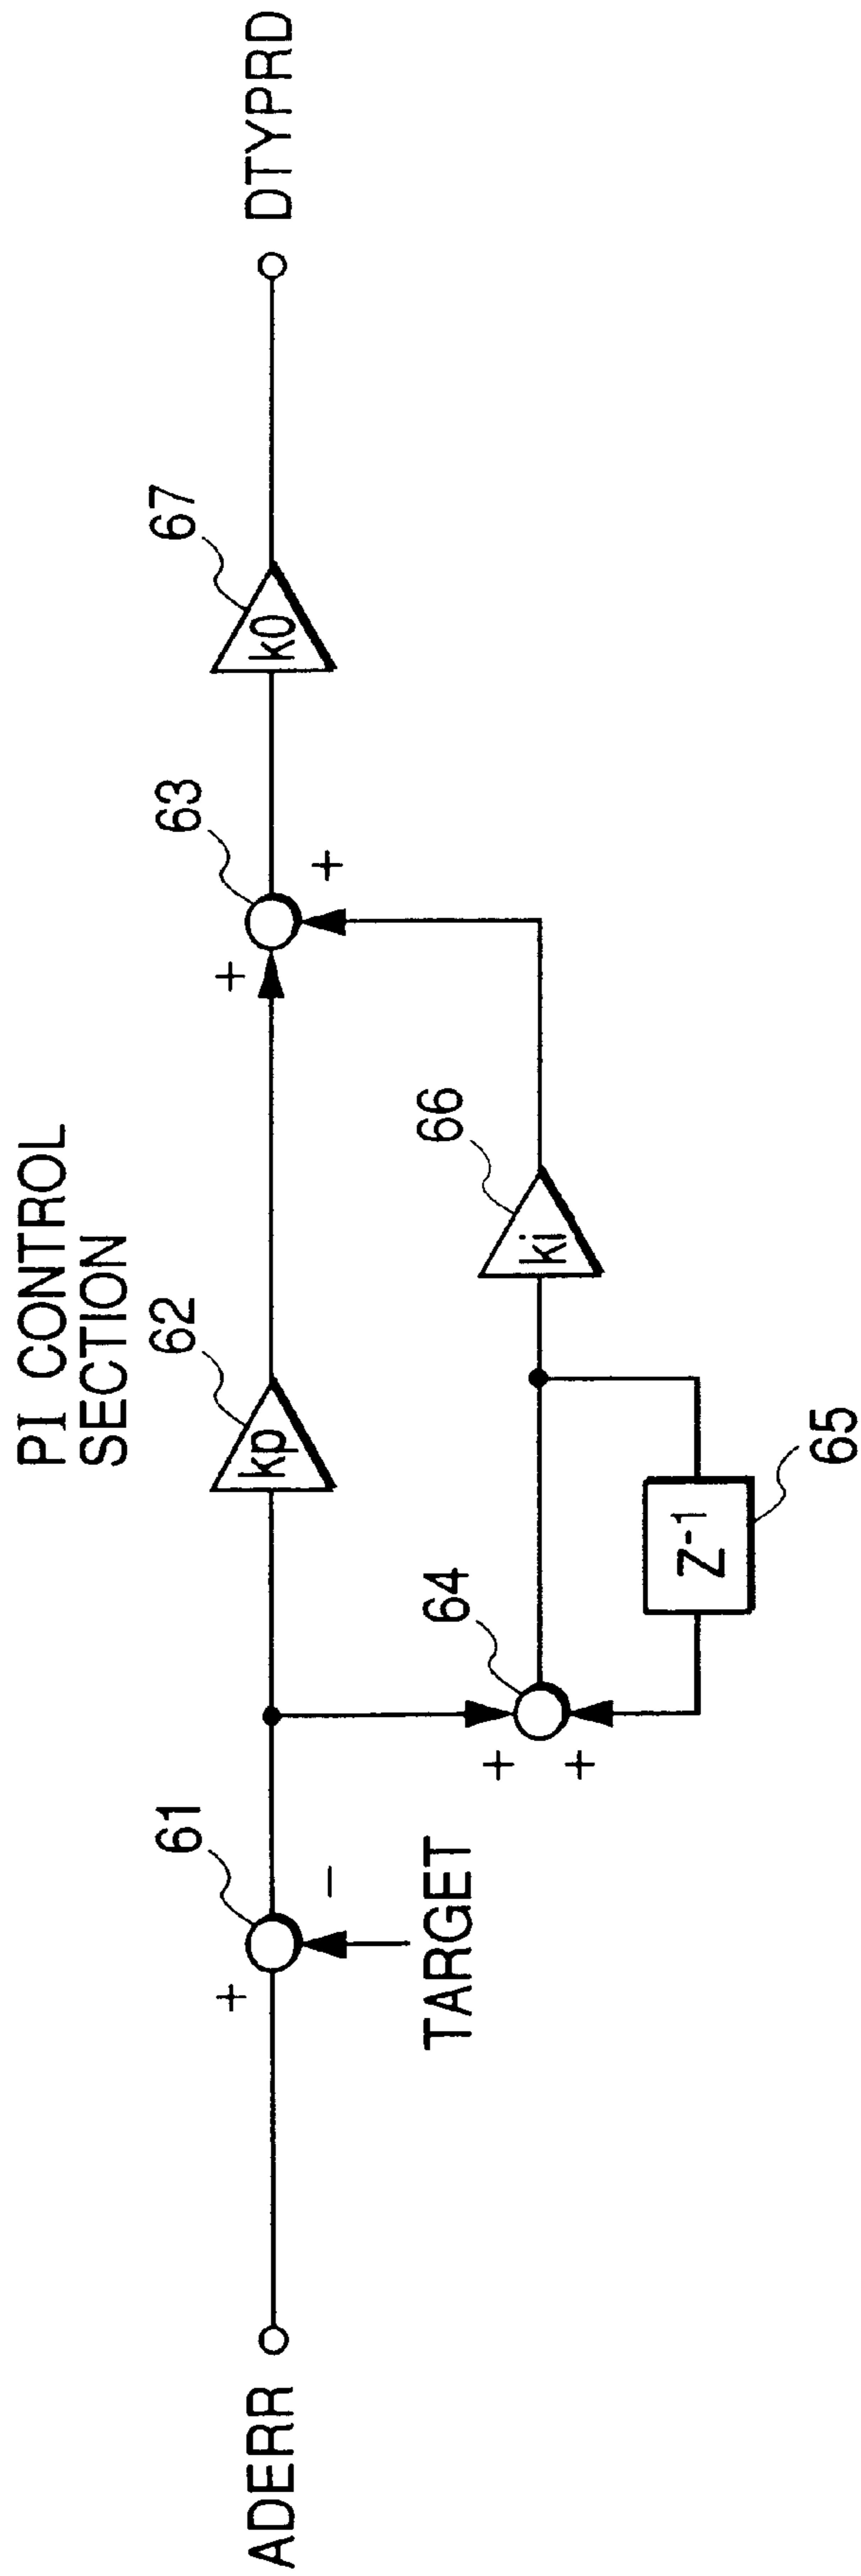 PI CONTROL
SECTION
ADERR
+
61
−
TARGET
kp
62
+
+
64
Z-1
65
ki
66
+
+
63
k0
67
DTYPRD